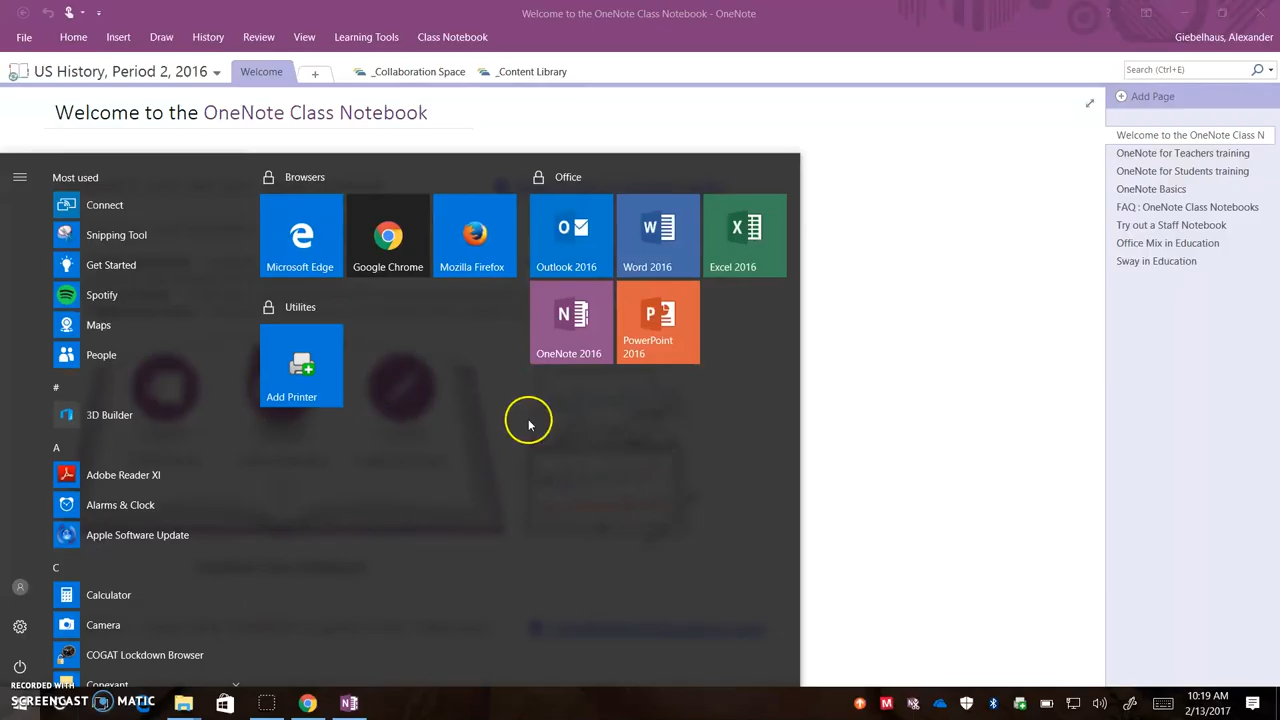 Welcome to the OneNote Class Notebook - OneNote
File Home Insert Draw History Review View Learning Tools Class Notebook Giebelhaus, Alexander
US History, Period 2, 2016 Welcome + _Collaboration Space _Content Library Search (Ctrl+E)
Welcome to the OneNote Class Notebook
Add Page
Welcome to the OneNote Class N
OneNote for Teachers training
OneNote for Students training
OneNote Basics
FAQ : OneNote Class Notebooks
Try out a Staff Notebook
Office Mix in Education
Sway in Education
Most used
Connect
Snipping Tool
Get Started
Spotify
Maps
People
#
3D Builder
A
Adobe Reader XI
Alarms & Clock
Apple Software Update
C
Calculator
Camera
COGAT Lockdown Browser
Conexant
Browsers
Microsoft Edge Google Chrome Mozilla Firefox
Utilites
Add Printer
Office
Outlook 2016 Word 2016 Excel 2016
OneNote 2016 PowerPoint
2016
RECORDED WITH
SCREENCAST MATIC
10:19 AM
2/13/2017